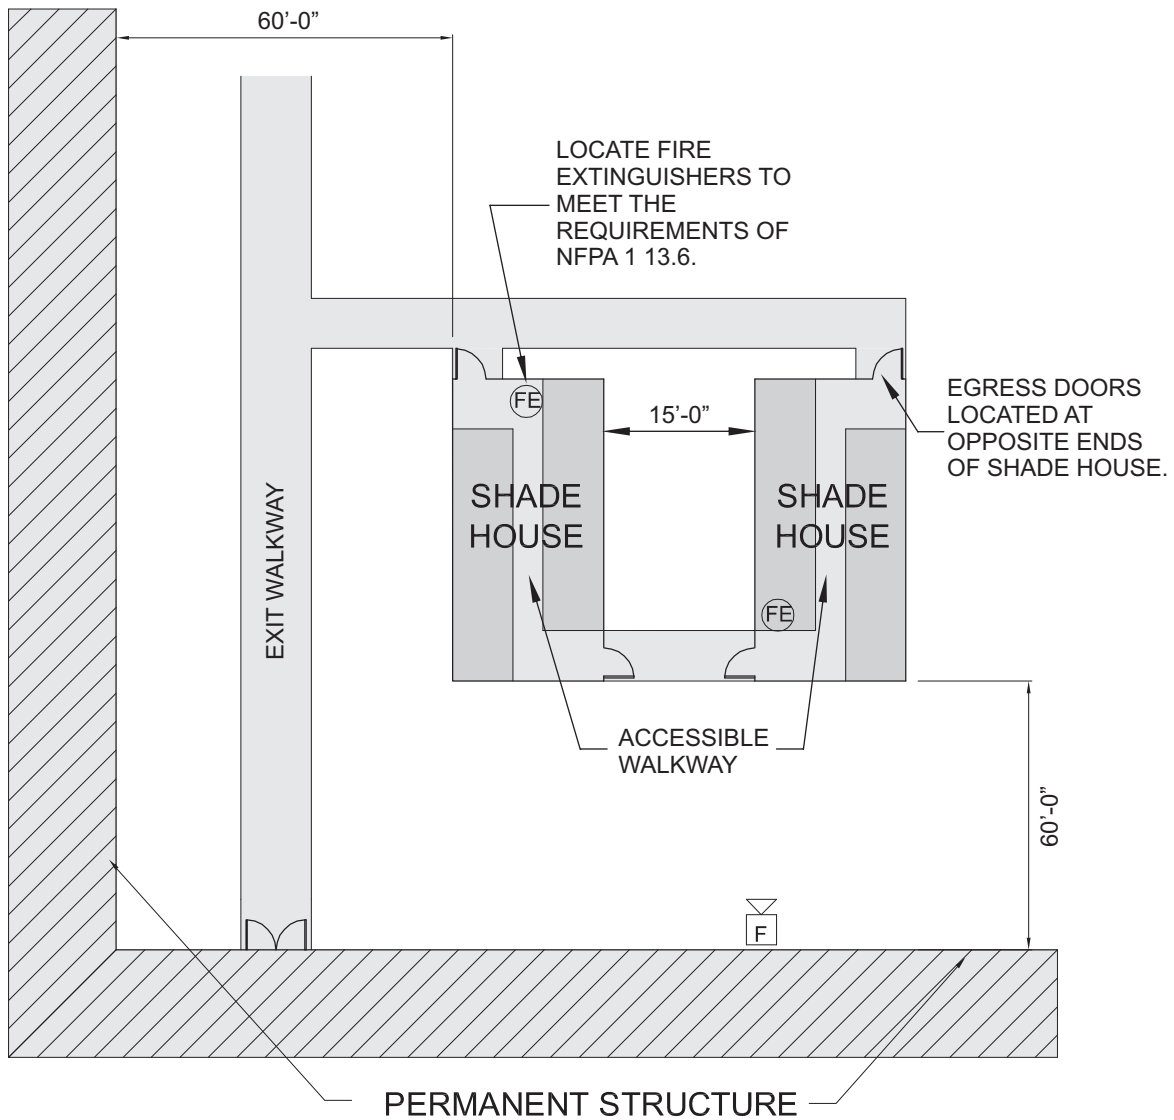 60’-0”
LOCATE FIRE
EXTINGUISHERS TO
MEET THE
REQUIREMENTS OF
NFPA 1 13.6.
FE
15’-0”
EGRESS DOORS
LOCATED AT
OPPOSITE ENDS
OF SHADE HOUSE.
SHADE
HOUSE
SHADE
HOUSE
EXIT WALKWAY
FE
ACCESSIBLE
WALKWAY
60’-0”
F
PERMANENT STRUCTURE